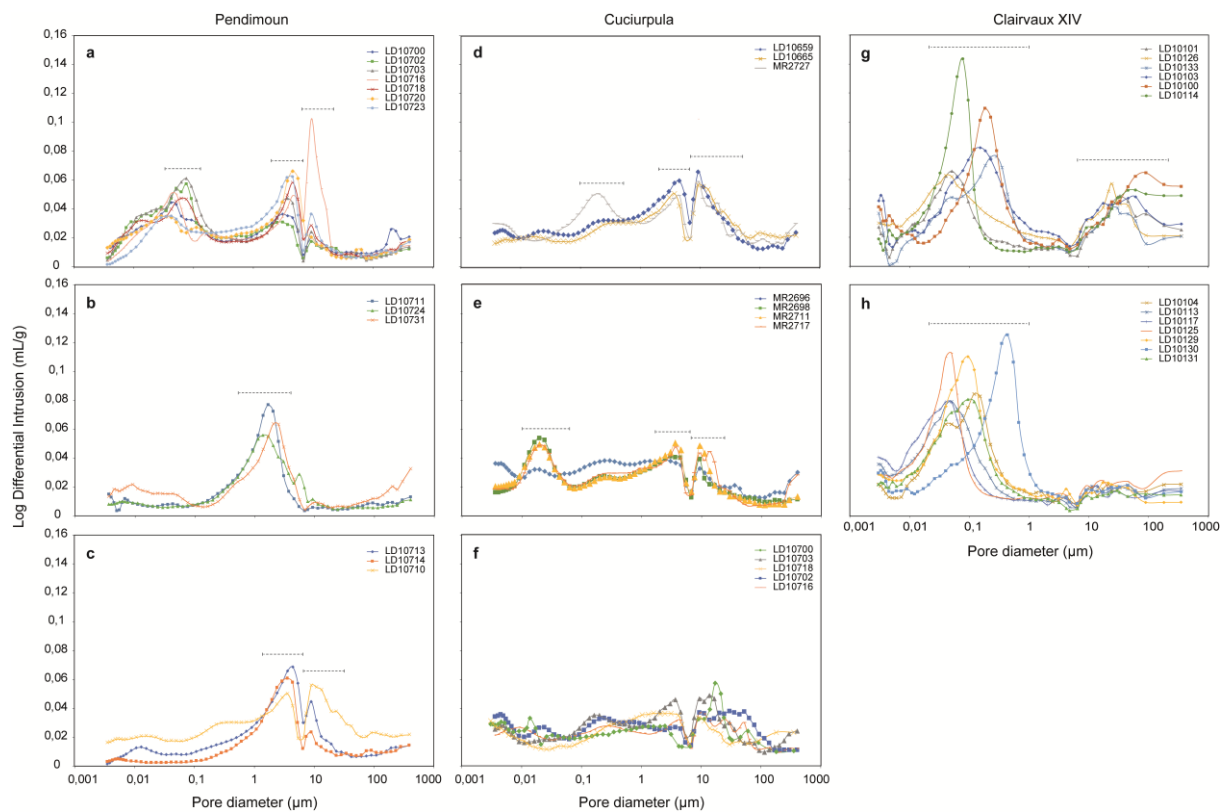 Pendimoun
Cuciurpula
Clairvaux XIV
Log Differential Intrusion (mL/g)
a
0,16
0,14
0,12
0,1
0,08
0,06
0,04
0,02
0
LD10700
LD10702
LD10703
LD10716
LD10718
LD10720
LD10723
b
0,16
0,14
0,12
0,1
0,08
0,06
0,04
0,02
0
LD10711
LD10724
LD10731
c
0,16
0,14
0,12
0,1
0,08
0,06
0,04
0,02
0
LD10713
LD10714
LD10710
0,001
0,01
0,1
1
10
100
1000
Pore diameter (µm)
d
LD10659
LD10665
MR2727
e
MR2696
MR2698
MR2711
MR2717
f
LD10700
LD10703
LD10718
LD10702
LD10716
0,001
0,01
0,1
1
10
100
1000
Pore diameter (µm)
g
LD10101
LD10126
LD10133
LD10103
LD10100
LD10114
h
LD10104
LD10113
LD10117
LD10125
LD10129
LD10130
LD10131
0,001
0,01
0,1
1
10
100
1000
Pore diameter (µm)